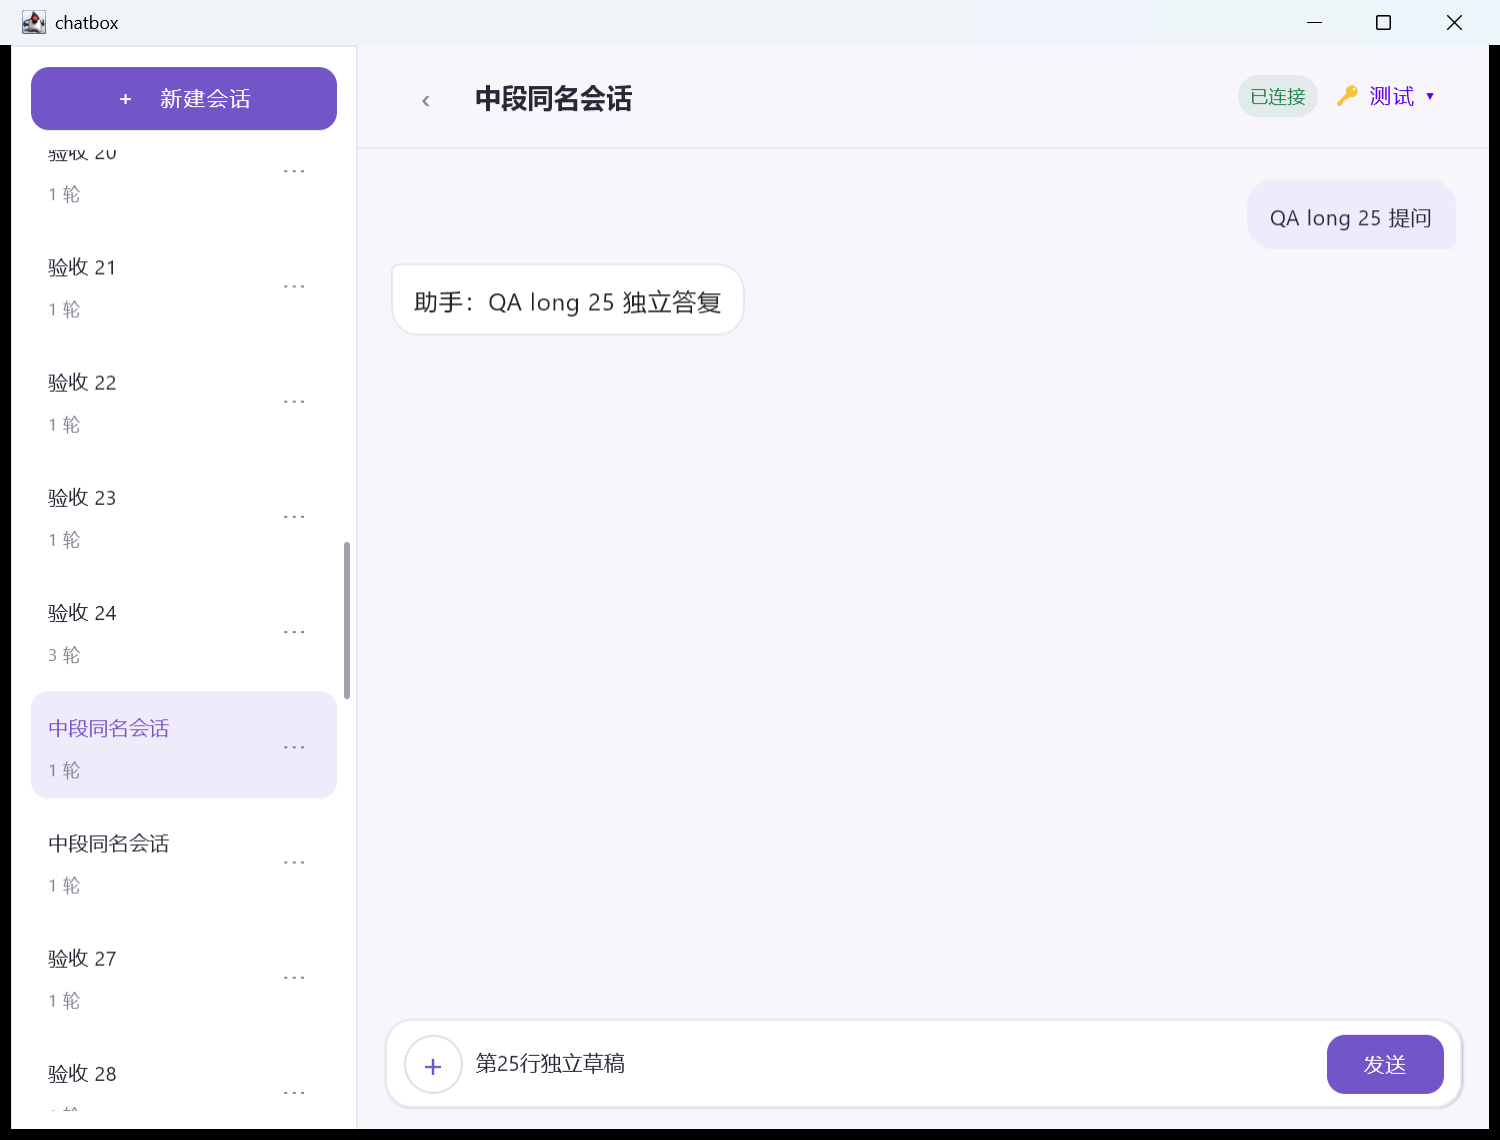 chatbox
+ 新建会话
验收 20
...
1 轮
验收 21
...
1 轮
验收 22
...
1 轮
验收 23
...
1 轮
验收 24
...
3 轮
中段同名会话
...
1 轮
中段同名会话
...
1 轮
验收 27
...
1 轮
验收 28
...
‹ 中段同名会话
已连接
测试 ▾
QA long 25 提问
助手：QA long 25 独立答复
+ 第25行独立草稿
发送